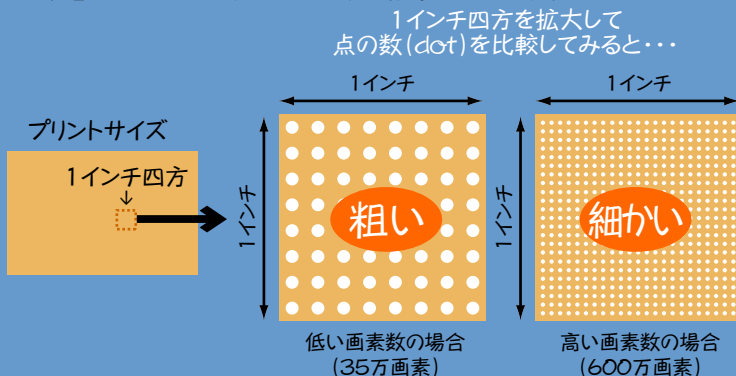 1インチ四方を拡大して
点の数(dot)を比較してみると・・・
プリントサイズ
1インチ四方
↓
1インチ
1インチ
粗い
低い画素数の場合
(35万画素)
1インチ
1インチ
細かい
高い画素数の場合
(600万画素)